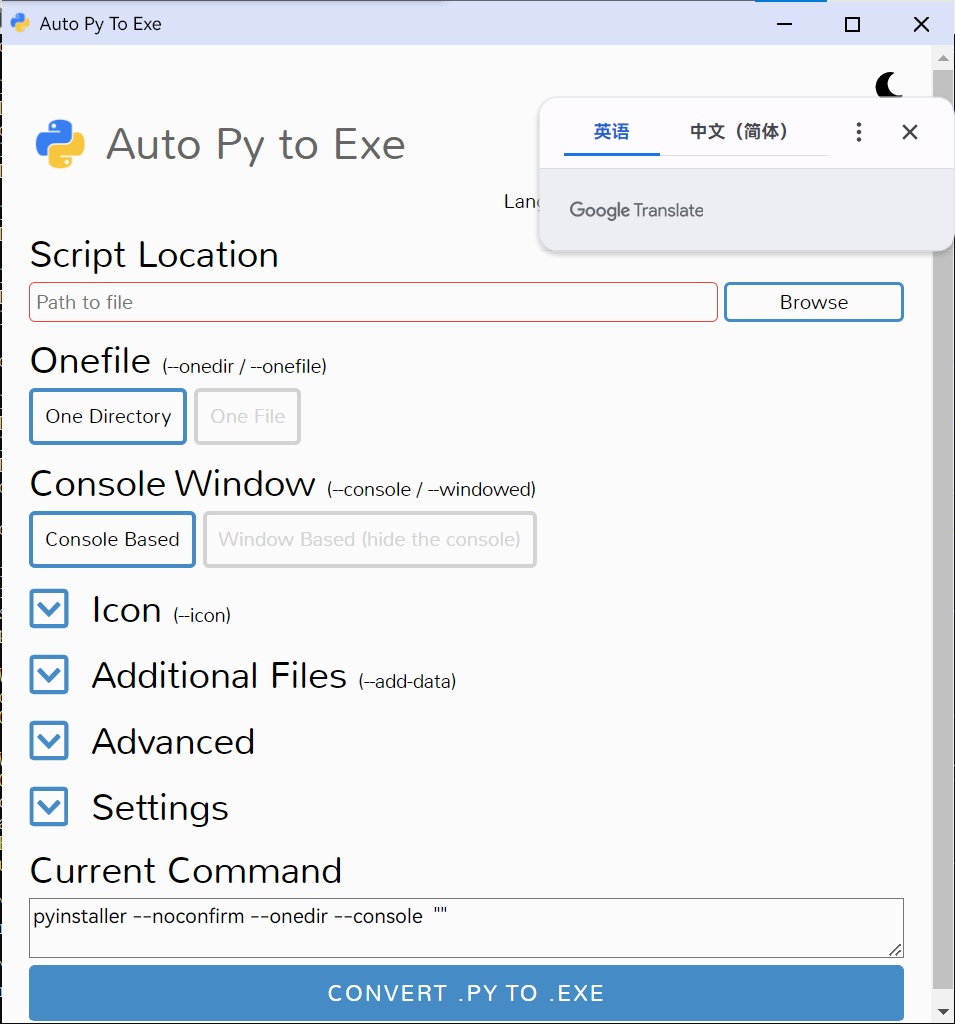 Auto Py To Exe
英语 中文（简体）
Auto Py to Exe
Google Translate
Script Location
Path to file Browse
Onefile (--onedir / --onefile)
One Directory One File
Console Window (--console / --windowed)
Console Based Window Based (hide the console)
Icon (--icon)
Additional Files (--add-data)
Advanced
Settings
Current Command
pyinstaller --noconfirm --onedir --console ""
CONVERT .PY TO .EXE